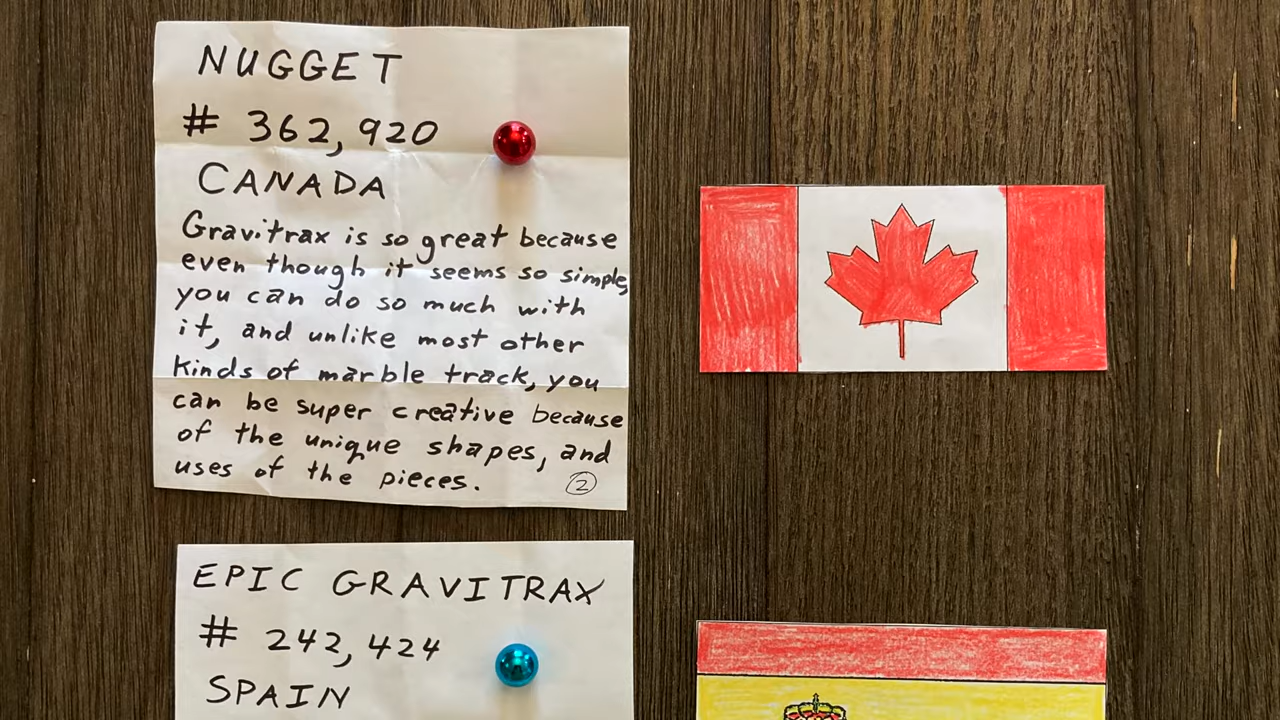 NUGGET
# 362,920
CANADA
Gravitrax is so great because
even though it seems so simple,
you can do so much with
it, and unlike most other
kinds of marble track, you
can be super creative because
of the unique shapes, and
uses of the pieces. 2
EPIC GRAVITRAX
# 242,424
SPAIN